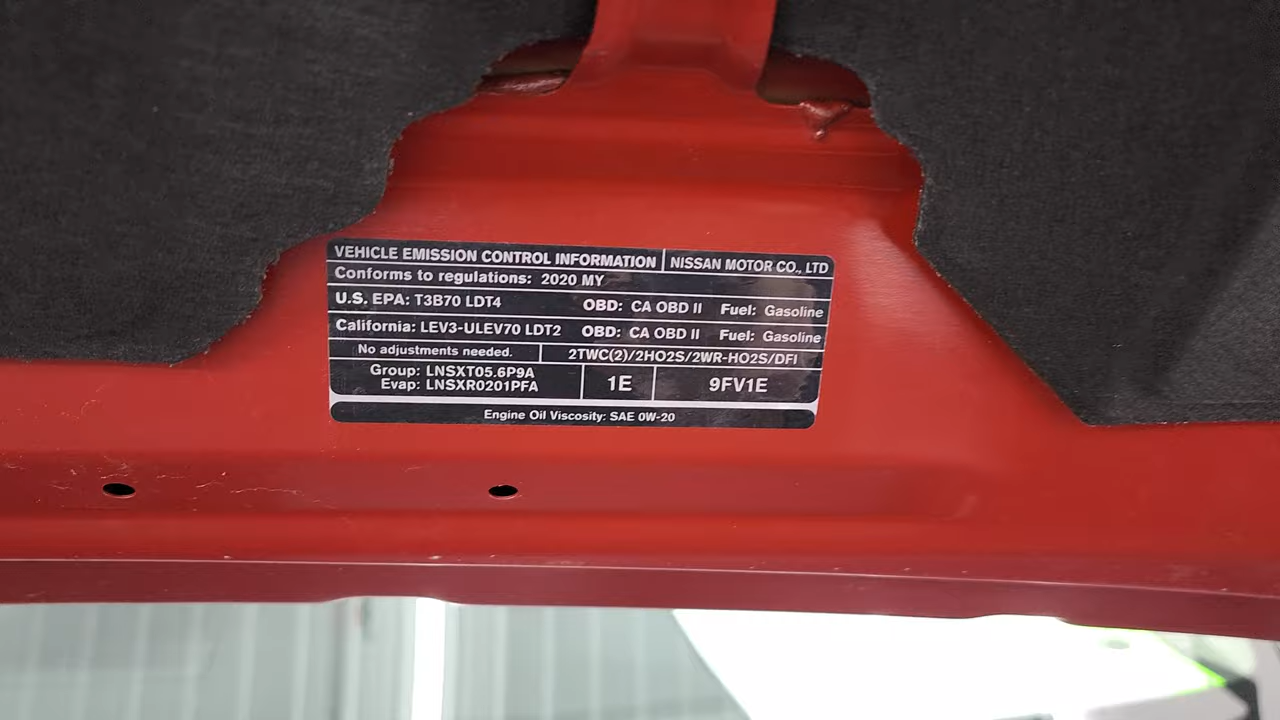 VEHICLE EMISSION CONTROL INFORMATION NISSAN MOTOR CO., LTD
Conforms to regulations: 2020 MY
U.S. EPA: T3B70 LDT4 OBD: CA OBD II Fuel: Gasoline
California: LEV3-ULEV70 LDT2 OBD: CA OBD II Fuel: Gasoline
No adjustments needed. 2TWC(2)/2HO2S/2WR-HO2S/DFI
Group: LNSXT05.6P9A
Evap: LNSXR0201PFA 1E 9FV1E
Engine Oil Viscosity: SAE 0W-20